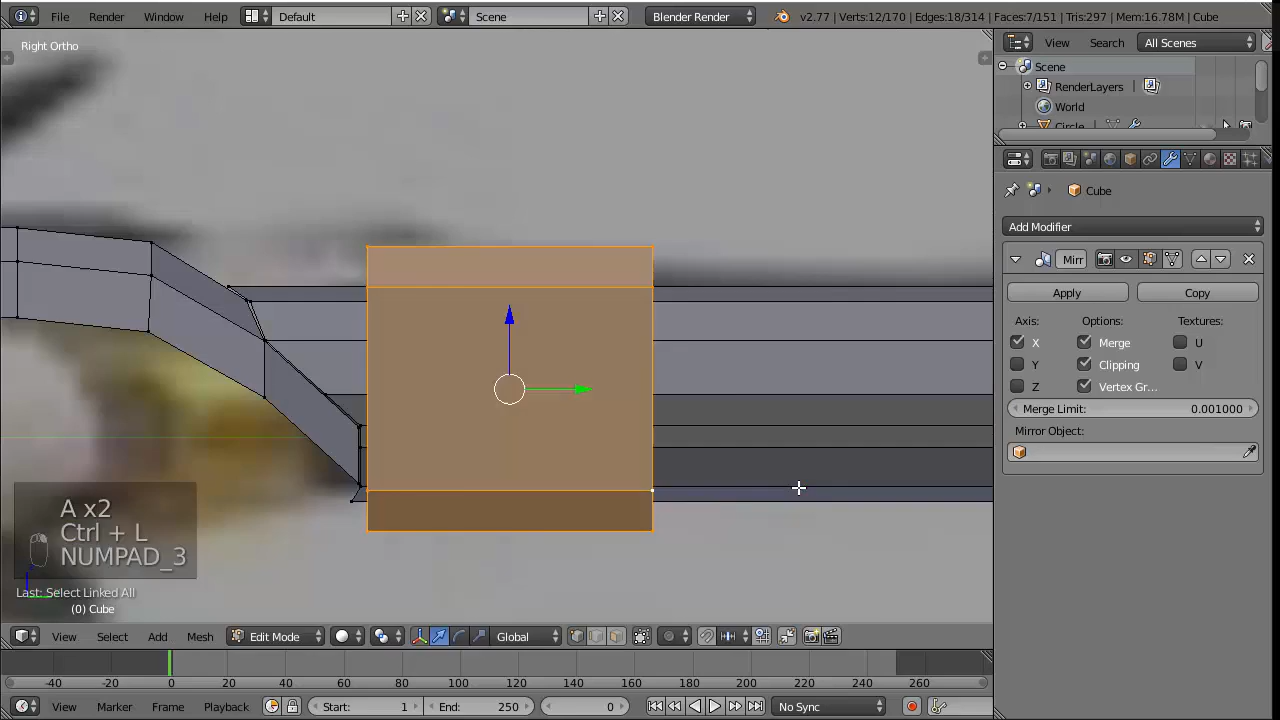 File Render Window Help Default Scene Blender Render v2.77 | Verts:12/170 | Edges:18/314 | Faces:7/151 | Tris:297 | Mem:16.78M | Cube
Right Ortho
View Search All Scenes
Scene
RenderLayers |
World
Circle
Cube
Add Modifier
Mirr
Apply Copy
Axis: Options: Textures:
X Merge U
Y Clipping V
Z Vertex Gr...
Merge Limit: 0.001000
Mirror Object:
A x2
Ctrl + L
NUMPAD_3
Last: Select Linked All
(0) Cube
View Select Add Mesh Edit Mode Global
-40 -20 0 20 40 60 80 100 120 140 160 180 200 220 240 260
View Marker Frame Playback Start: 1 End: 250 0 No Sync